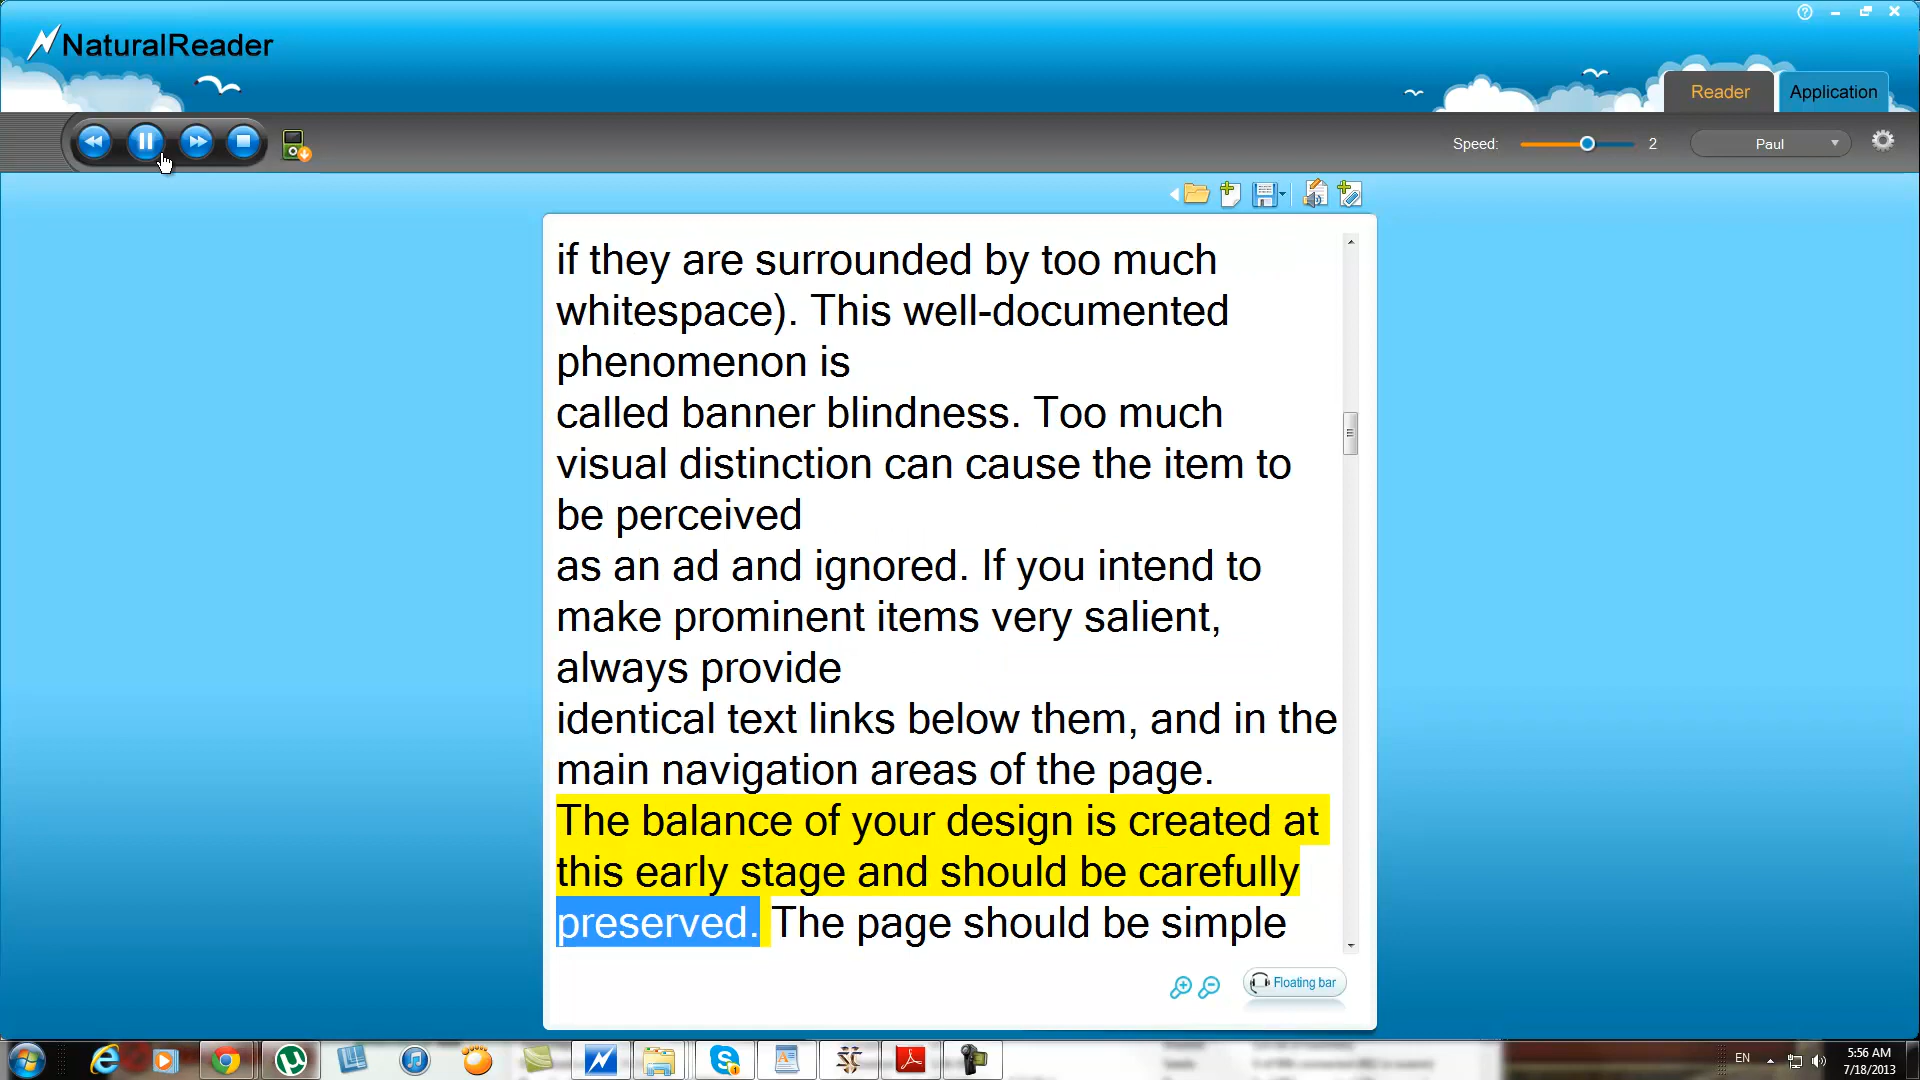 NaturalReader
Reader
Application
Speed:
2
Paul
if they are surrounded by too much
whitespace). This well-documented
phenomenon is
called banner blindness. Too much
visual distinction can cause the item to
be perceived
as an ad and ignored. If you intend to
make prominent items very salient,
always provide
identical text links below them, and in the
main navigation areas of the page.
The balance of your design is created at
this early stage and should be carefully
preserved. The page should be simple
Floating bar
EN
5:56 AM
7/18/2013